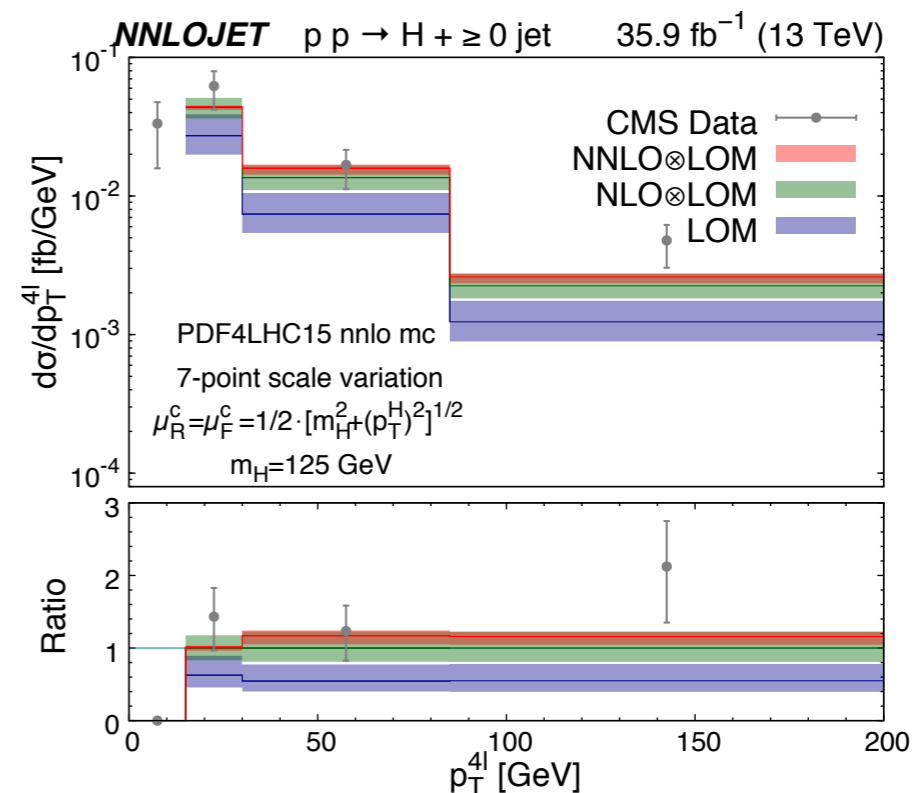 NNLOJET p p → H + ≥ 0 jet 35.9 fb⁻¹ (13 TeV)
10⁻¹
10⁻²
10⁻³
10⁻⁴
dσ/dp_T^{4l} [fb/GeV]
CMS Data
NNLO⊗LOM
NLO⊗LOM
LOM
PDF4LHC15 nnlo mc
7-point scale variation
μ_R^c=μ_F^c=1/2·[m_H^2+(p_T^H)^2]^{1/2}
m_H=125 GeV
3
2
1
0
Ratio
0 50 100 150 200
p_T^{4l} [GeV]